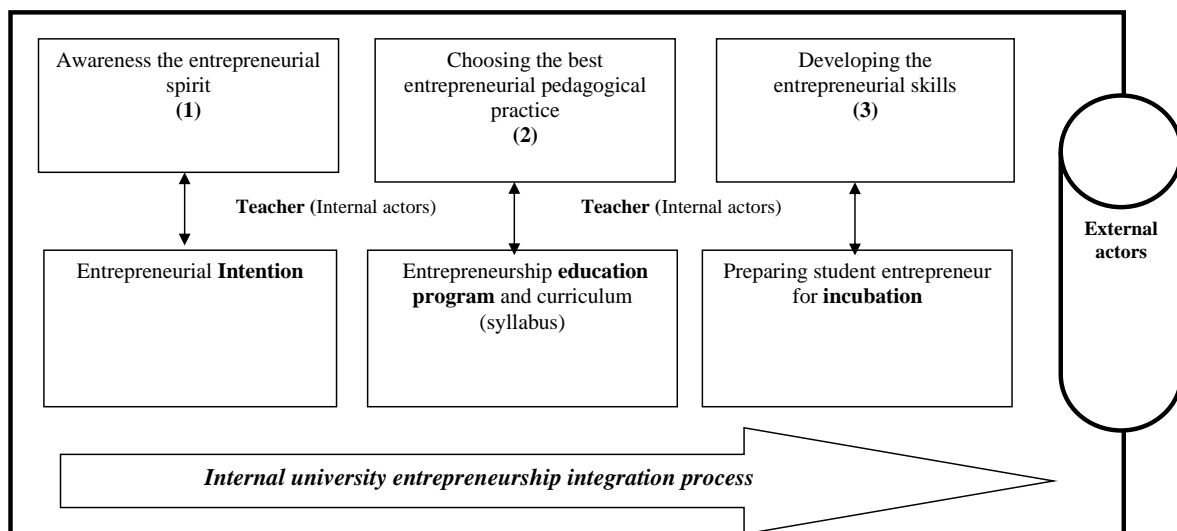 Awareness the entrepreneurial
spirit
(1)
Choosing the best
entrepreneurial pedagogical
practice
(2)
Developing the
entrepreneurial skills
(3)
Teacher (Internal actors)
Teacher (Internal actors)
External
actors
Entrepreneurial Intention
Entrepreneurship education
program and curriculum
(syllabus)
Preparing student entrepreneur
for incubation
Internal university entrepreneurship integration process